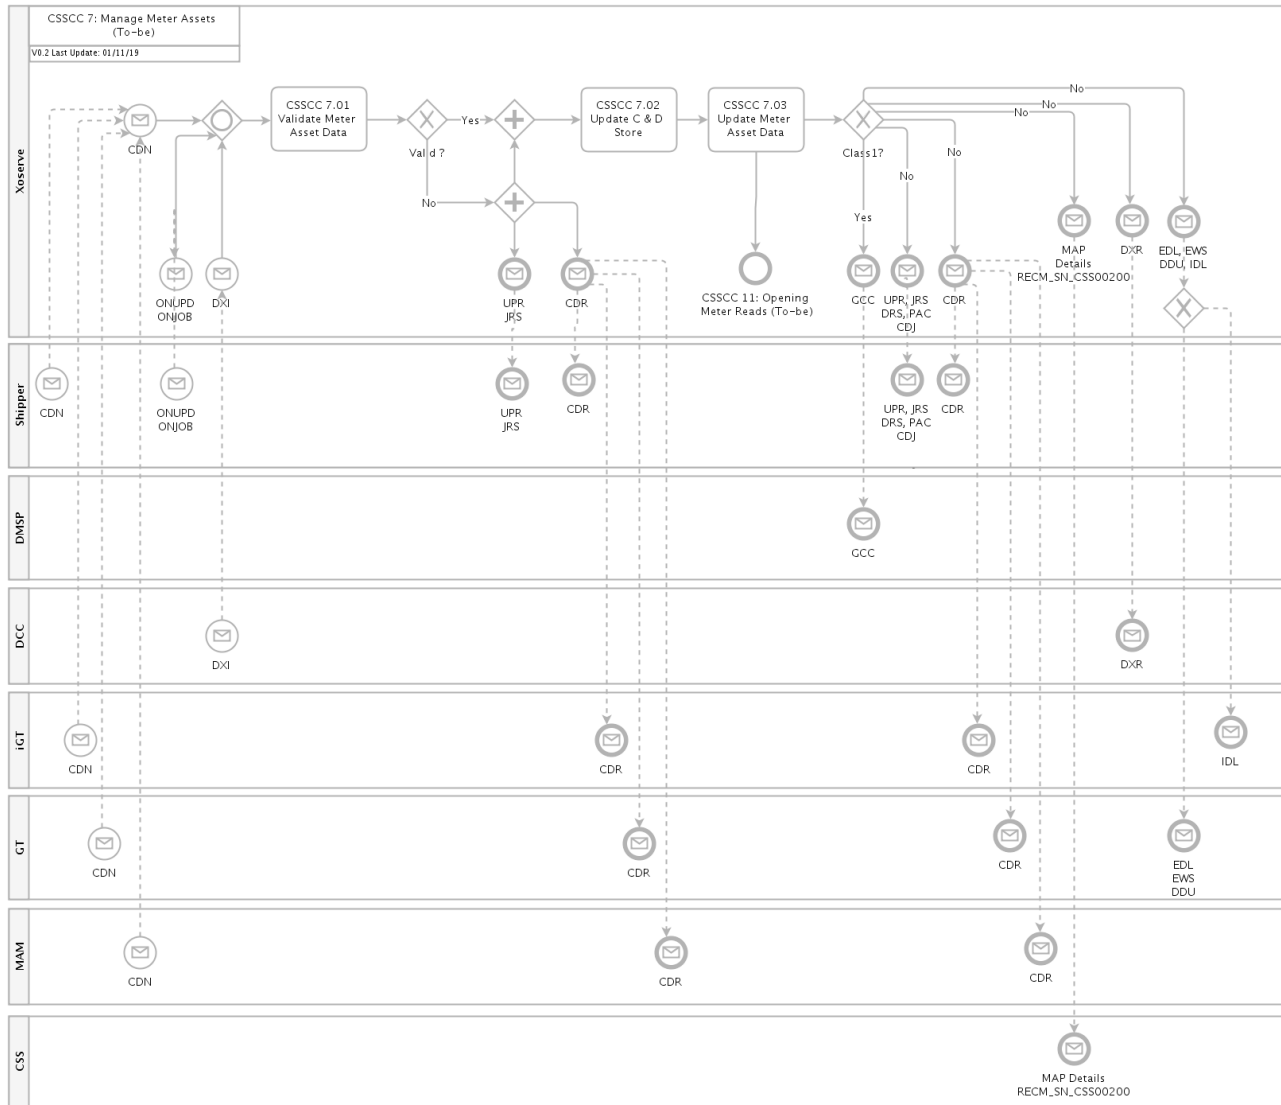 CSSCC 7: Manage Meter Assets
(To-be)
V0.2 Last Update: 01/11/19
Xoserve
CDN
CSSCC 7.01
Validate Meter
Asset Data
Valid ?
Yes
No
CSSCC 7.02
Update C & D
Store
CSSCC 7.03
Update Meter
Asset Data
Class1?
No
No
No
No
No
Yes
ONUPD
ONJOB
DXI
UPR
JRS
CDR
CSSCC 11: Opening
Meter Reads (To-be)
GCC
UPR, JRS
DRS, PAC
CDJ
CDR
MAP
Details
RECM_SN_CSS00200
DXR
EDL, EWS
DDU, IDL
Shipper
CDN
ONUPD
ONJOB
UPR
JRS
CDR
UPR, JRS
DRS, PAC
CDJ
CDR
DMSP
GCC
DCC
DXI
DXR
iGT
CDN
CDR
CDR
IDL
GT
CDN
CDR
CDR
EDL
EWS
DDU
MAM
CDN
CDR
CDR
CSS
MAP Details
RECM_SN_CSS00200